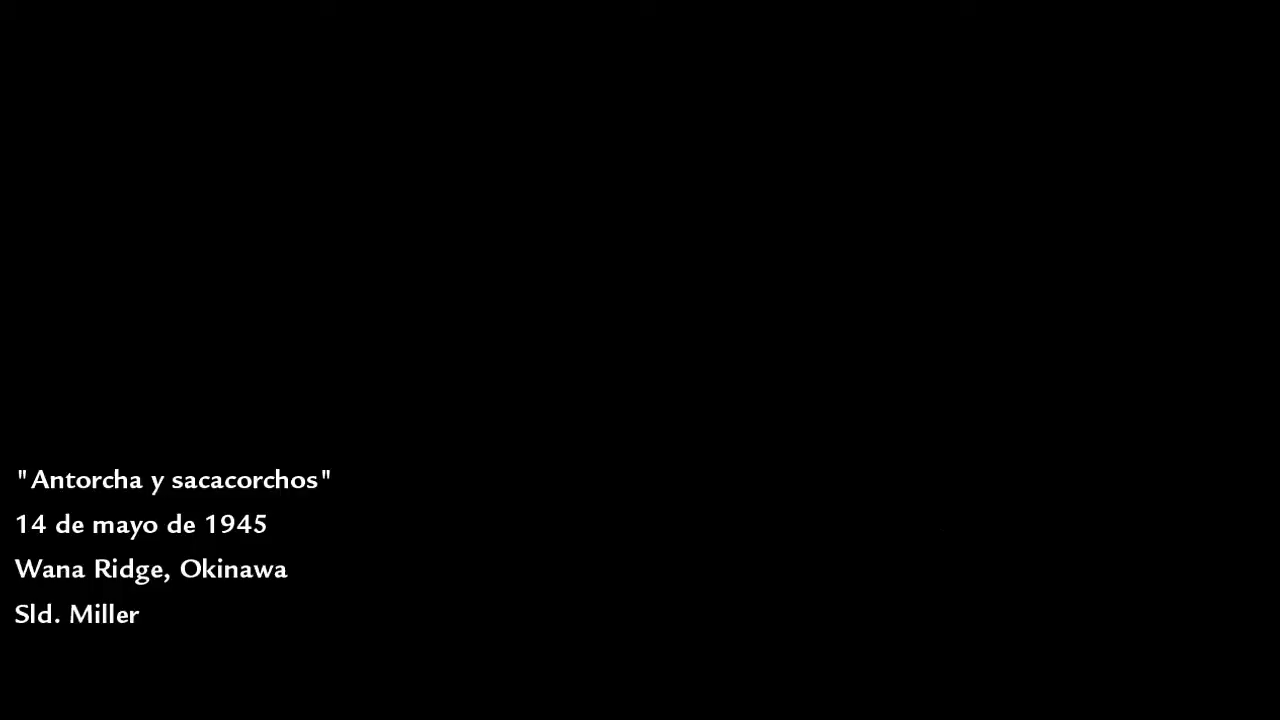 "Antorcha y sacacorchos"
14 de mayo de 1945
Wana Ridge, Okinawa
Sld. Miller